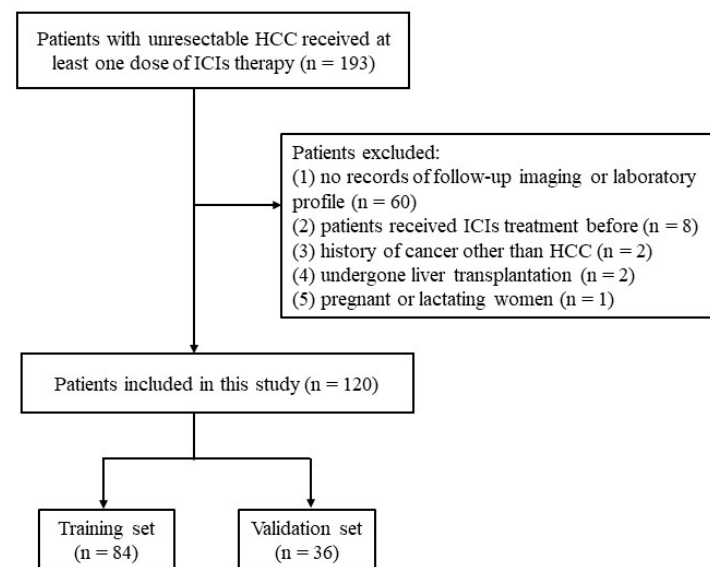 Patients with unresectable HCC received at
least one dose of ICIs therapy (n = 193)
Patients excluded:
(1) no records of follow-up imaging or laboratory
profile (n = 60)
(2) patients received ICIs treatment before (n = 8)
(3) history of cancer other than HCC (n = 2)
(4) undergone liver transplantation (n = 2)
(5) pregnant or lactating women (n = 1)
Patients included in this study (n = 120)
Training set
(n = 84)
Validation set
(n = 36)